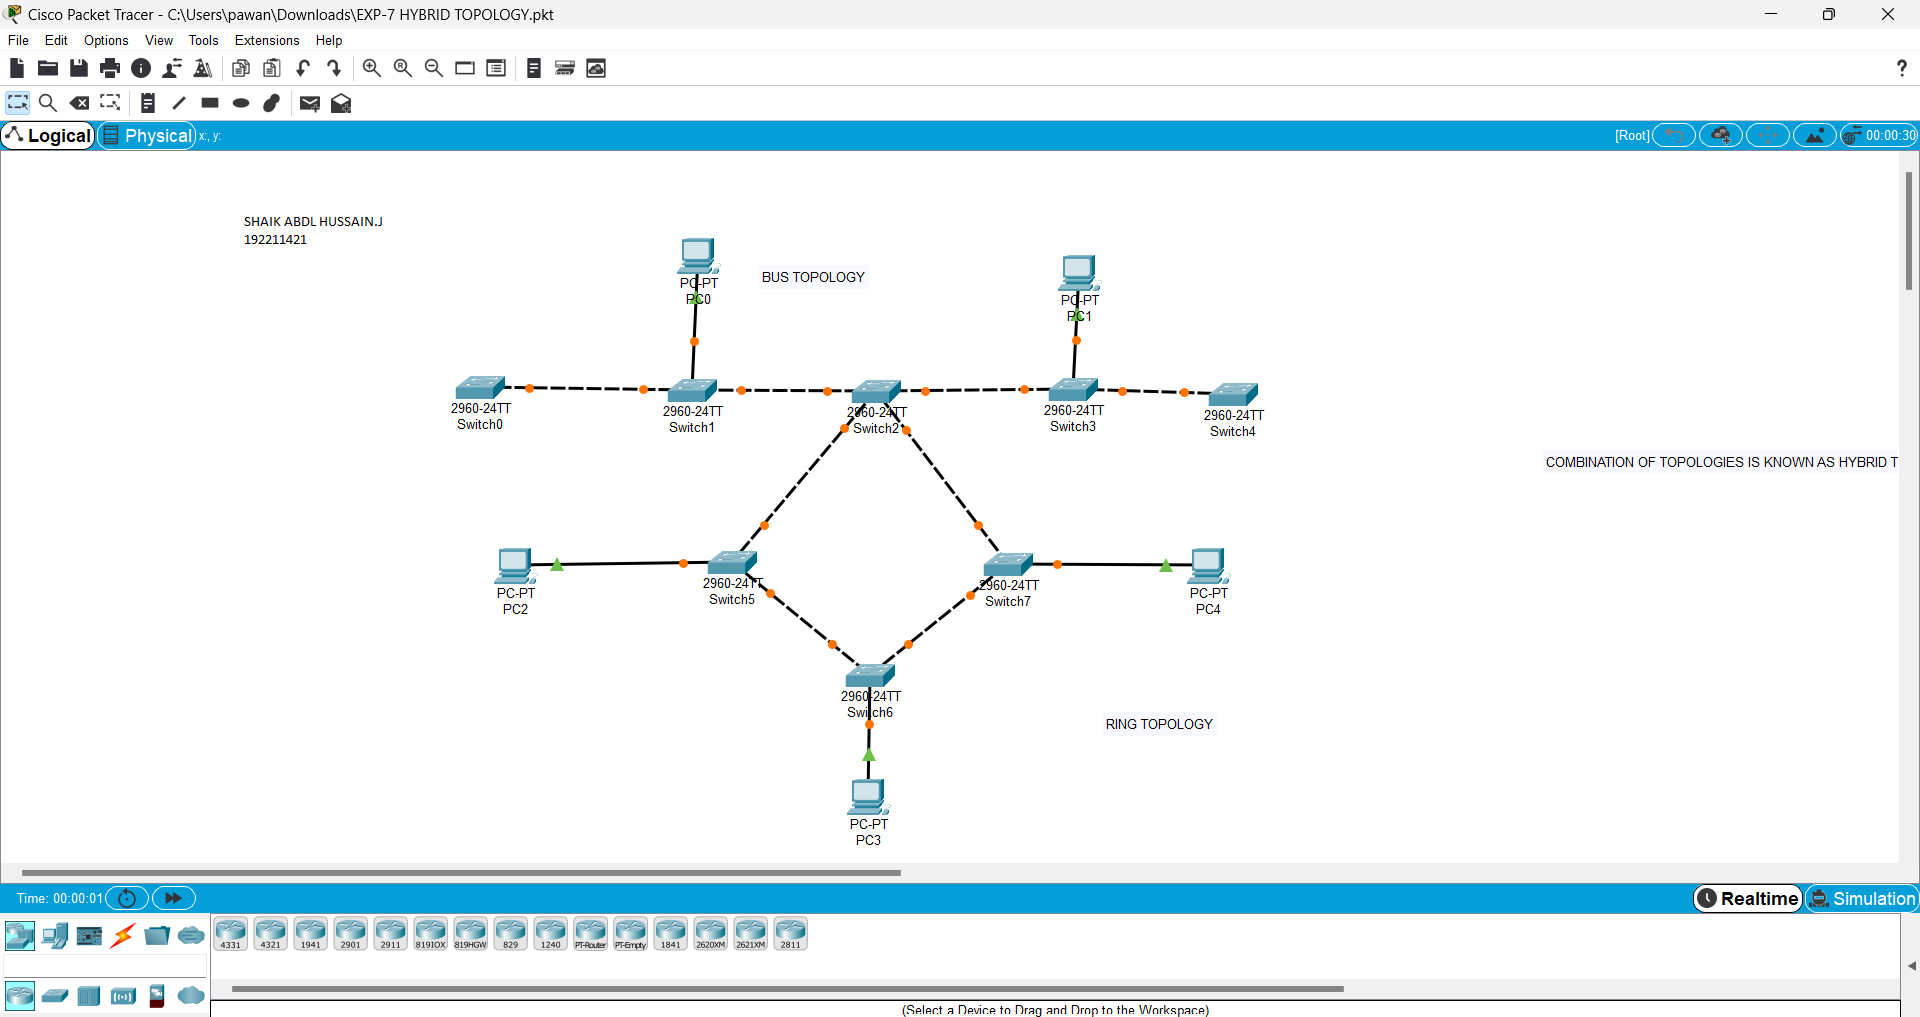 Cisco Packet Tracer - C:\Users\pawan\Downloads\EXP-7 HYBRID TOPOLOGY.pkt
File Edit Options View Tools Extensions Help
?
Logical Physical x:, y: [Root] 00:00:30
SHAIK ABDL HUSSAIN.J
192211421
BUS TOPOLOGY
PC-PT
PC0
PC-PT
PC1
2960-24TT
Switch0
2960-24TT
Switch1
2960-24TT
Switch2
2960-24TT
Switch3
2960-24TT
Switch4
COMBINATION OF TOPOLOGIES IS KNOWN AS HYBRID T
PC-PT
PC2
2960-24TT
Switch5
2960-24TT
Switch7
PC-PT
PC4
2960-24TT
Switch6
RING TOPOLOGY
PC-PT
PC3
Time: 00:00:01 Realtime Simulation
4331 4321 1941 2901 2911 819IOX 819HGW 829 1240 PT-Router PT-Empty 1841 2620XM 2621XM 2811
(Select a Device to Drag and Drop to the Workspace)